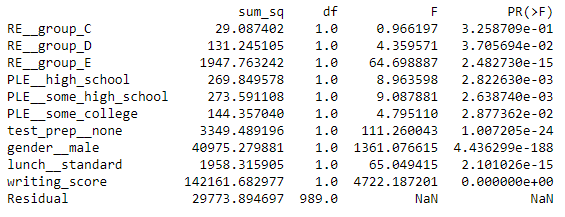 sum_sq df F PR(>F)
RE__group_C 29.087402 1.0 0.966197 3.258709e-01
RE__group_D 131.245105 1.0 4.359571 3.705694e-02
RE__group_E 1947.763242 1.0 64.698887 2.482730e-15
PLE__high_school 269.849578 1.0 8.963598 2.822630e-03
PLE__some_high_school 273.591108 1.0 9.087881 2.638740e-03
PLE__some_college 144.357040 1.0 4.795110 2.877362e-02
test_prep__none 3349.489196 1.0 111.260043 1.007205e-24
gender__male 40975.279881 1.0 1361.076615 4.436299e-188
lunch__standard 1958.315905 1.0 65.049415 2.101026e-15
writing_score 142161.682977 1.0 4722.187201 0.000000e+00
Residual 29773.894697 989.0 NaN NaN